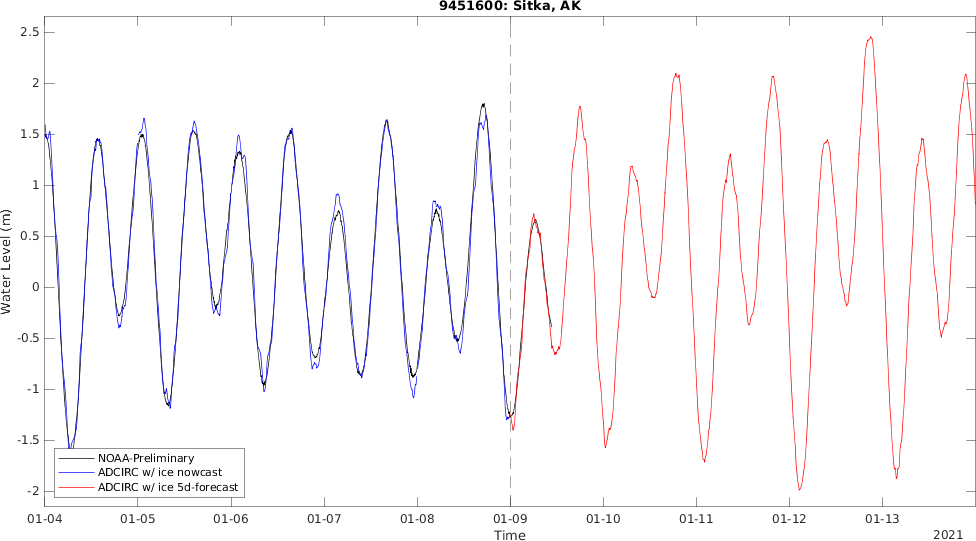 9451600: Sitka, AK
Water Level (m)
2.5
2
1.5
1
0.5
0
-0.5
-1
-1.5
-2
NOAA-Preliminary
ADCIRC w/ ice nowcast
ADCIRC w/ ice 5d-forecast
01-04 01-05 01-06 01-07 01-08 01-09 01-10 01-11 01-12 01-13
Time
2021